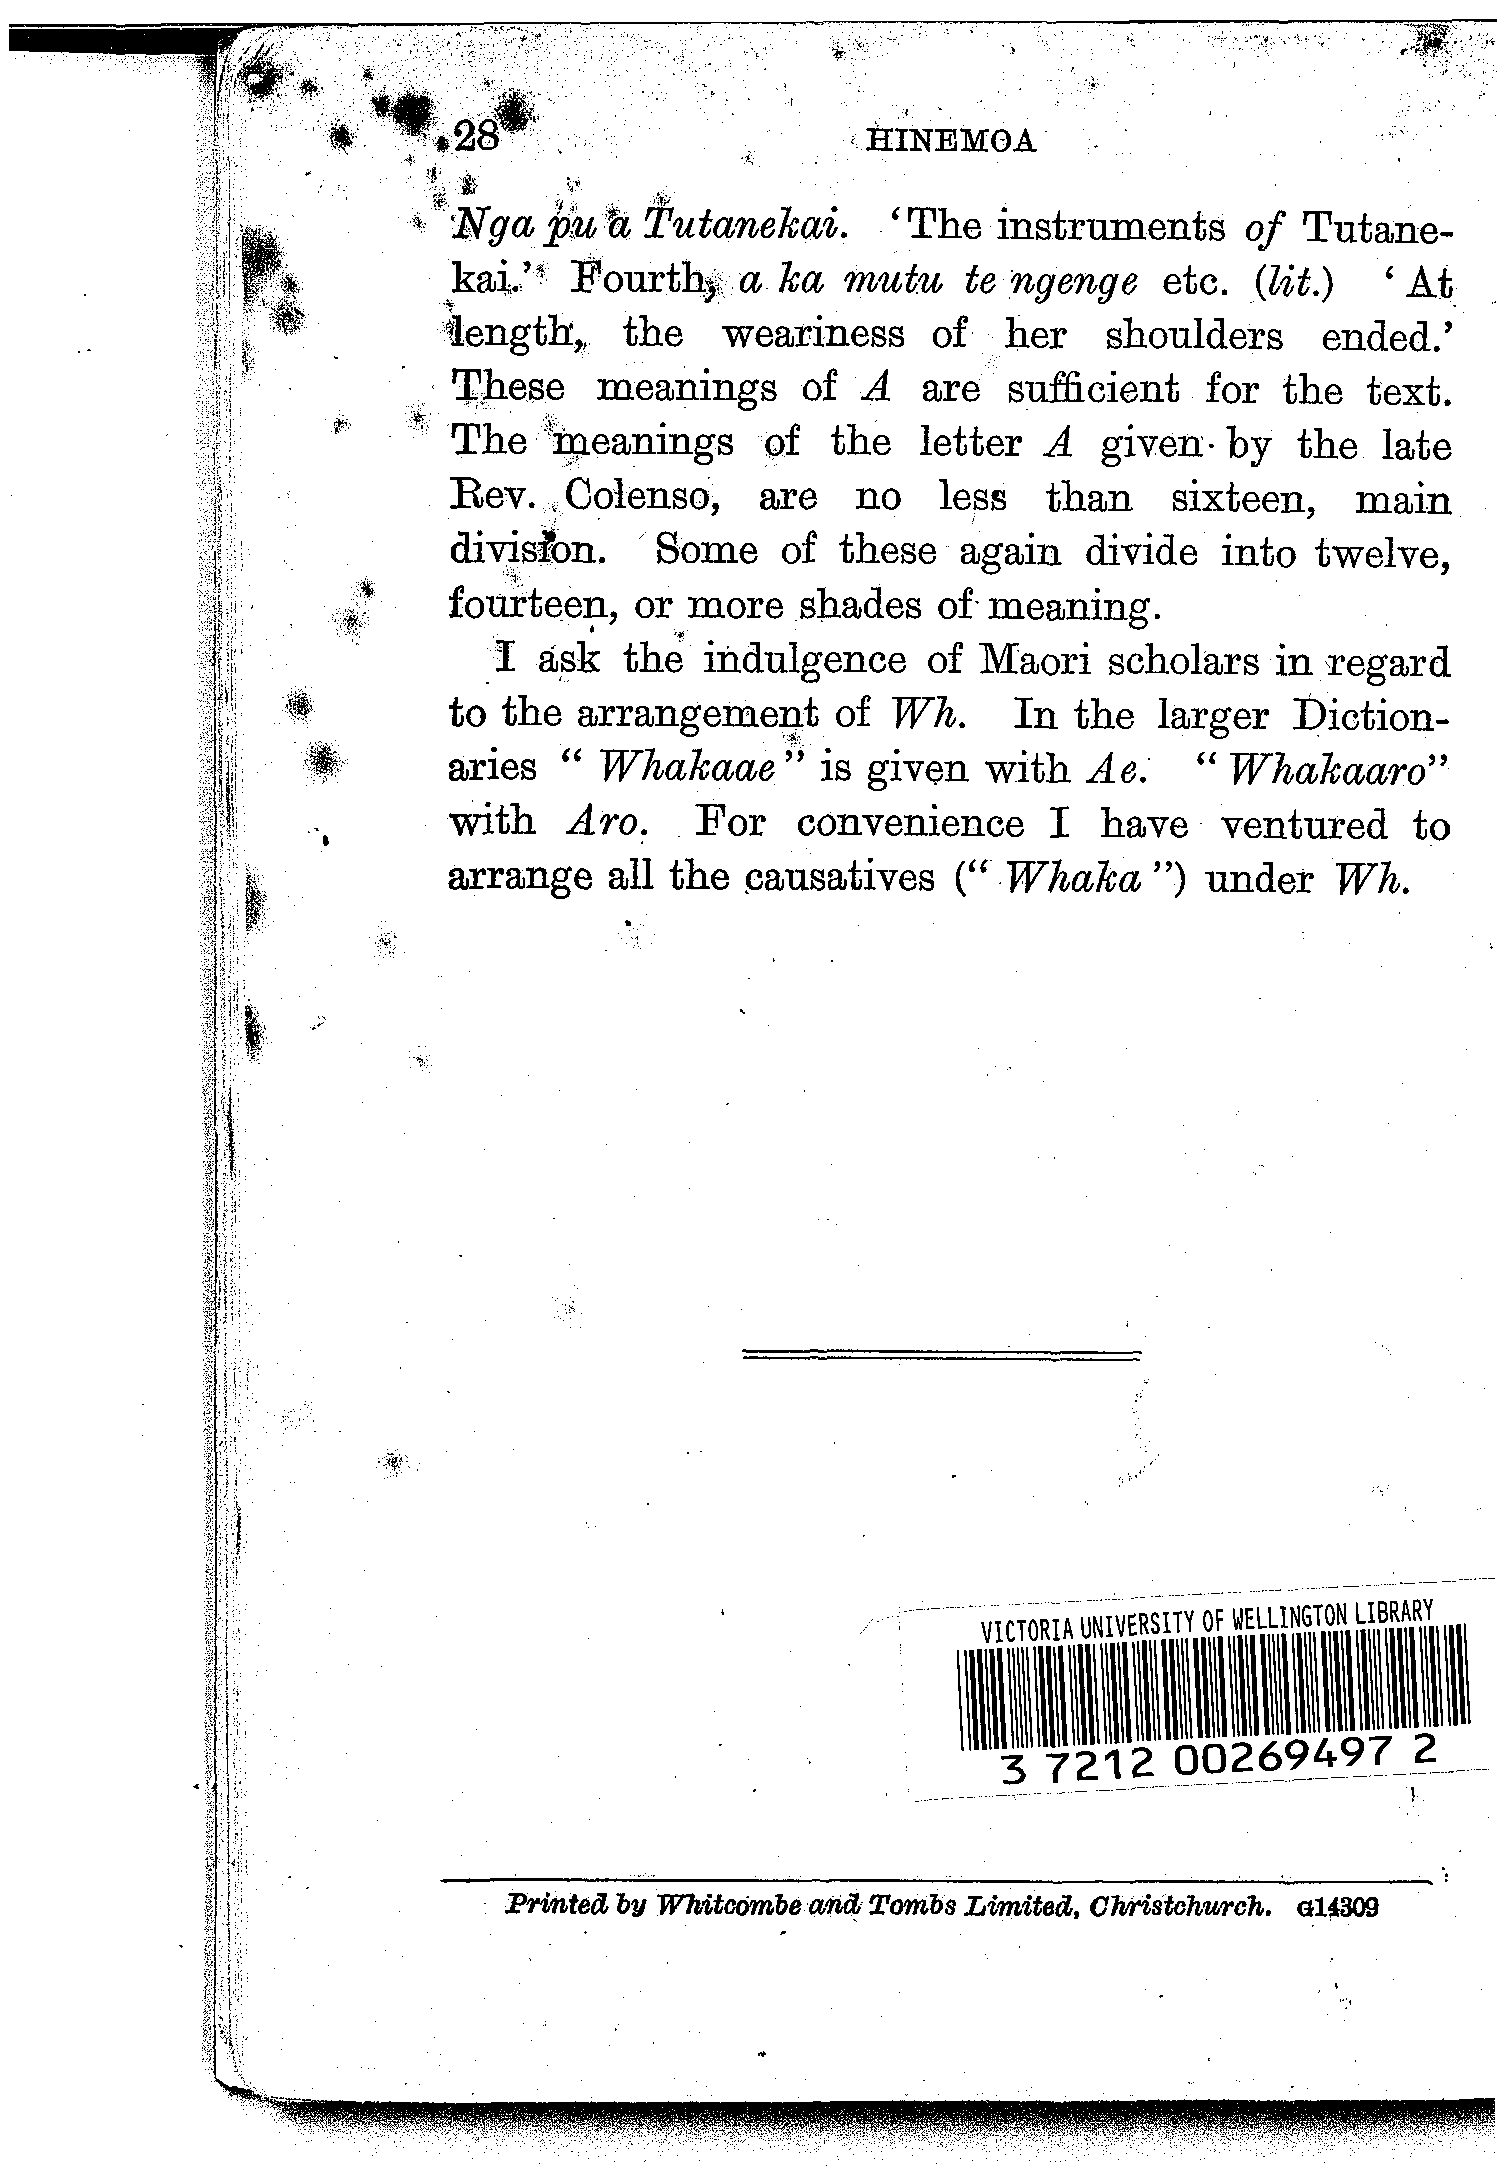 28 HINEMOA
Nga pu a Tutanekai. ‘The instruments of Tutane-
kai.’ Fourth, a ka mutu te ngenge etc. (lit.) ‘At
length, the weariness of her shoulders ended.’
These meanings of A are sufficient for the text.
The meanings of the letter A given by the late
Rev. Colenso, are no less than sixteen, main
division. Some of these again divide into twelve,
fourteen, or more shades of meaning.
I ask the indulgence of Maori scholars in regard
to the arrangement of Wh. In the larger Diction-
aries “Whakaae” is given with Ae. “Whakaaro”
with Aro. For convenience I have ventured to
arrange all the causatives (“Whaka”) under Wh.
VICTORIA UNIVERSITY OF WELLINGTON LIBRARY
3 7212 00269497 2
Printed by Whitcombe and Tombs Limited, Christchurch. G14309